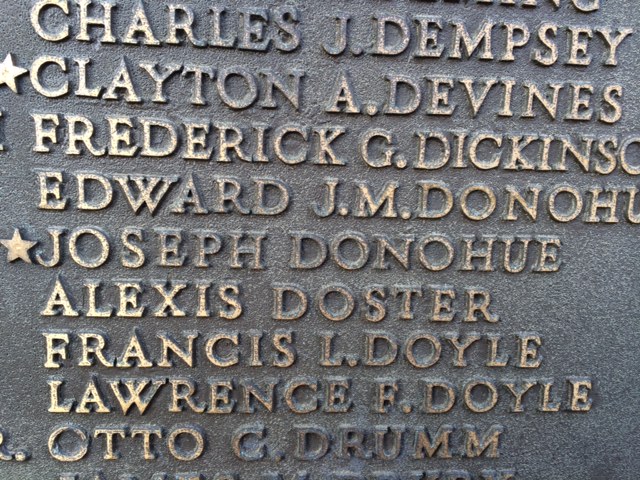 CHARLES J. DEMPSEY
CLAYTON A. DEVINES
FREDERICK G. DICKINSO
EDWARD J.M. DONOHU
JOSEPH DONOHUE
ALEXIS DOSTER
FRANCIS L. DOYLE
LAWRENCE F. DOYLE
R. OTTO C. DRUMM